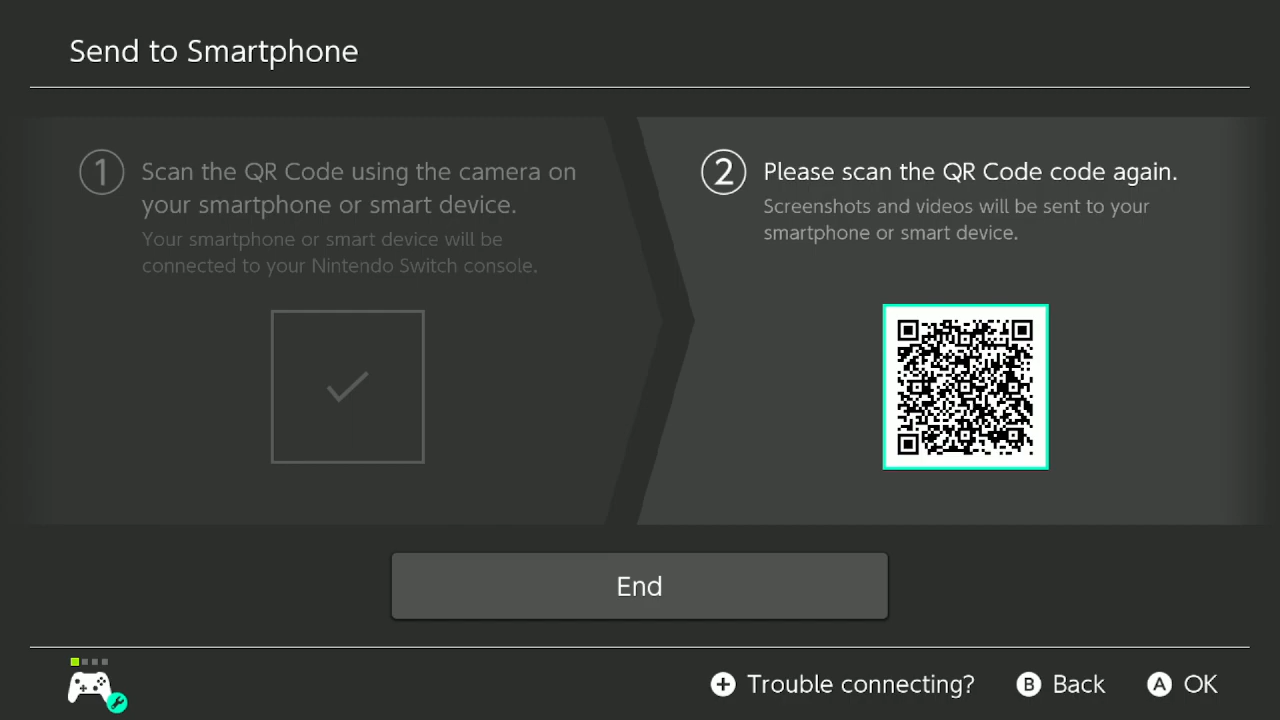 Send to Smartphone
1 Scan the QR Code using the camera on
your smartphone or smart device.
Your smartphone or smart device will be
connected to your Nintendo Switch console.
2 Please scan the QR Code code again.
Screenshots and videos will be sent to your
smartphone or smart device.
End
+ Trouble connecting? B Back A OK